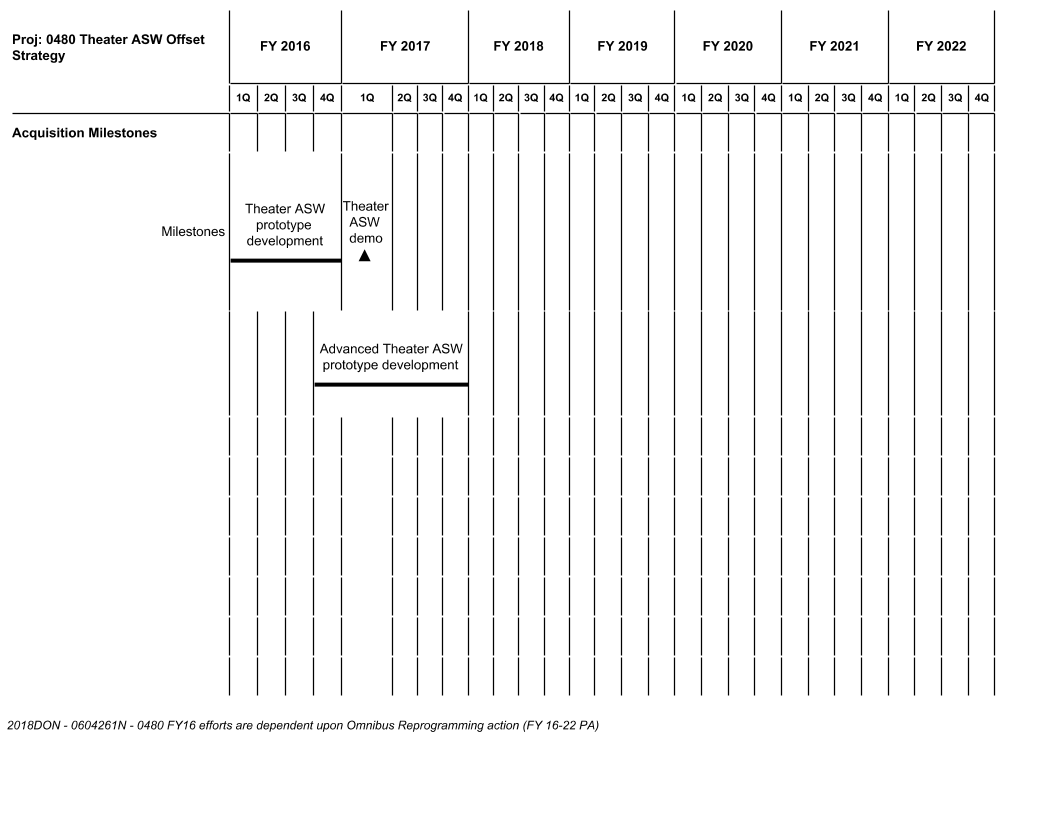 Proj: 0480 Theater ASW Offset
Strategy
FY 2016 FY 2017 FY 2018 FY 2019 FY 2020 FY 2021 FY 2022
1Q 2Q 3Q 4Q 1Q 2Q 3Q 4Q 1Q 2Q 3Q 4Q 1Q 2Q 3Q 4Q 1Q 2Q 3Q 4Q 1Q 2Q 3Q 4Q 1Q 2Q 3Q 4Q
Acquisition Milestones
Milestones
Theater ASW
prototype
development
Theater
ASW
demo
Advanced Theater ASW
prototype development
2018DON - 0604261N - 0480 FY16 efforts are dependent upon Omnibus Reprogramming action (FY 16-22 PA)